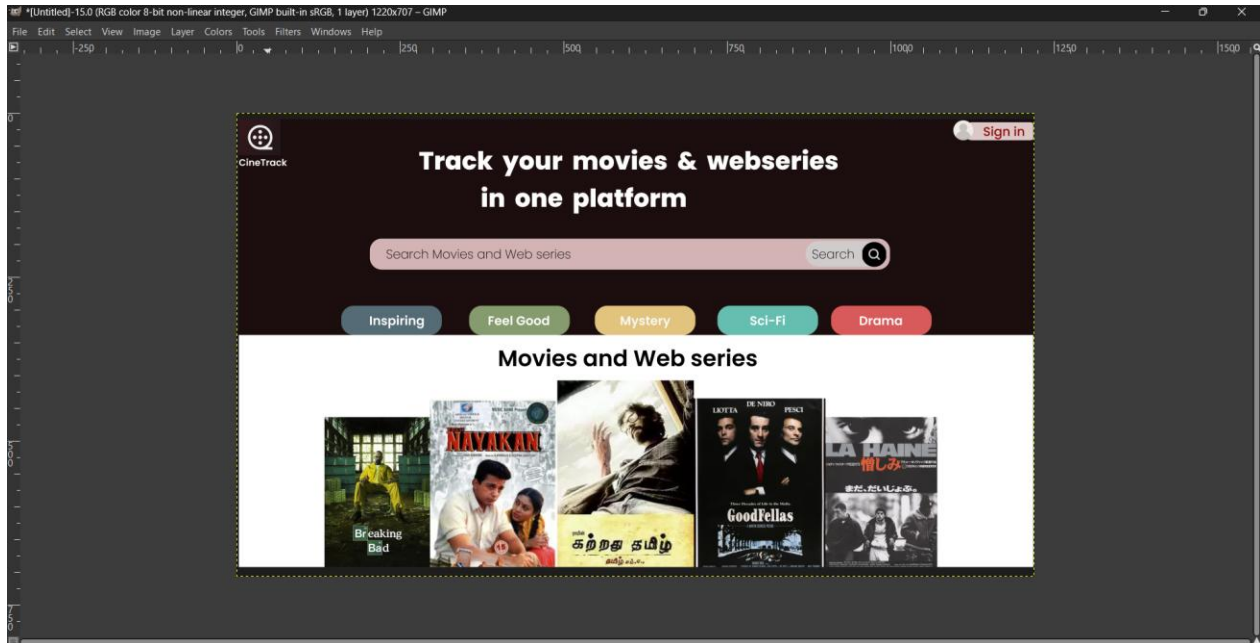 *[Untitled]-15.0 (RGB color 8-bit non-linear integer, GIMP built-in sRGB, 1 layer) 1220x707 – GIMP
File Edit Select View Image Layer Colors Tools Filters Windows Help
-250 0 250 500 750 1000 1250 1500
CineTrack
Sign in
Track your movies & webseries
in one platform
Search Movies and Web series
Search
Inspiring Feel Good Mystery Sci-Fi Drama
Movies and Web series
Breaking
Bad
NAYAKAN
15
கற்றது தமிழ்
LIOTTA DE NIRO PESCI
GoodFellas
LA HAINE
憎しみ
まだ、だいじょぶ。